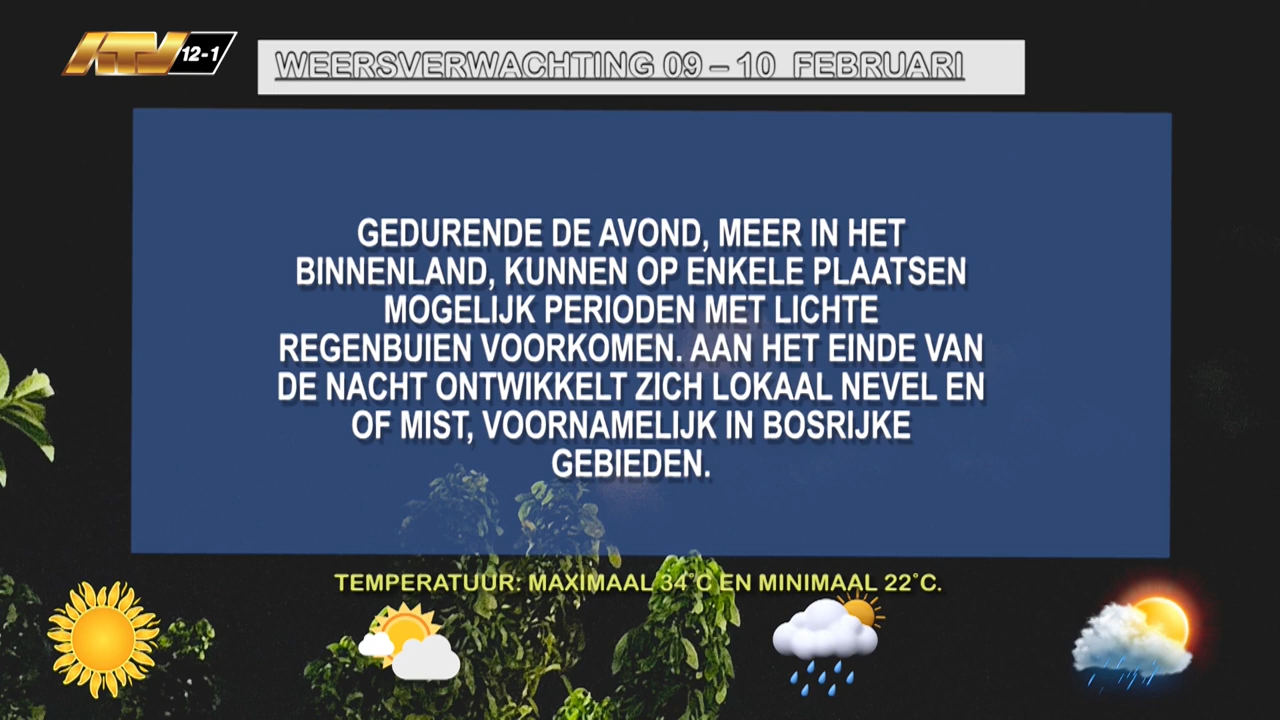 ATV 12-1
WEERSVERWACHTING 09 – 10 FEBRUARI
GEDURENDE DE AVOND, MEER IN HET
BINNENLAND, KUNNEN OP ENKELE PLAATSEN
MOGELIJK PERIODEN MET LICHTE
REGENBUIEN VOORKOMEN. AAN HET EINDE VAN
DE NACHT ONTWIKKELT ZICH LOKAAL NEVEL EN
OF MIST, VOORNAMELIJK IN BOSRIJKE
GEBIEDEN.
TEMPERATUUR: MAXIMAAL 34°C EN MINIMAAL 22°C.